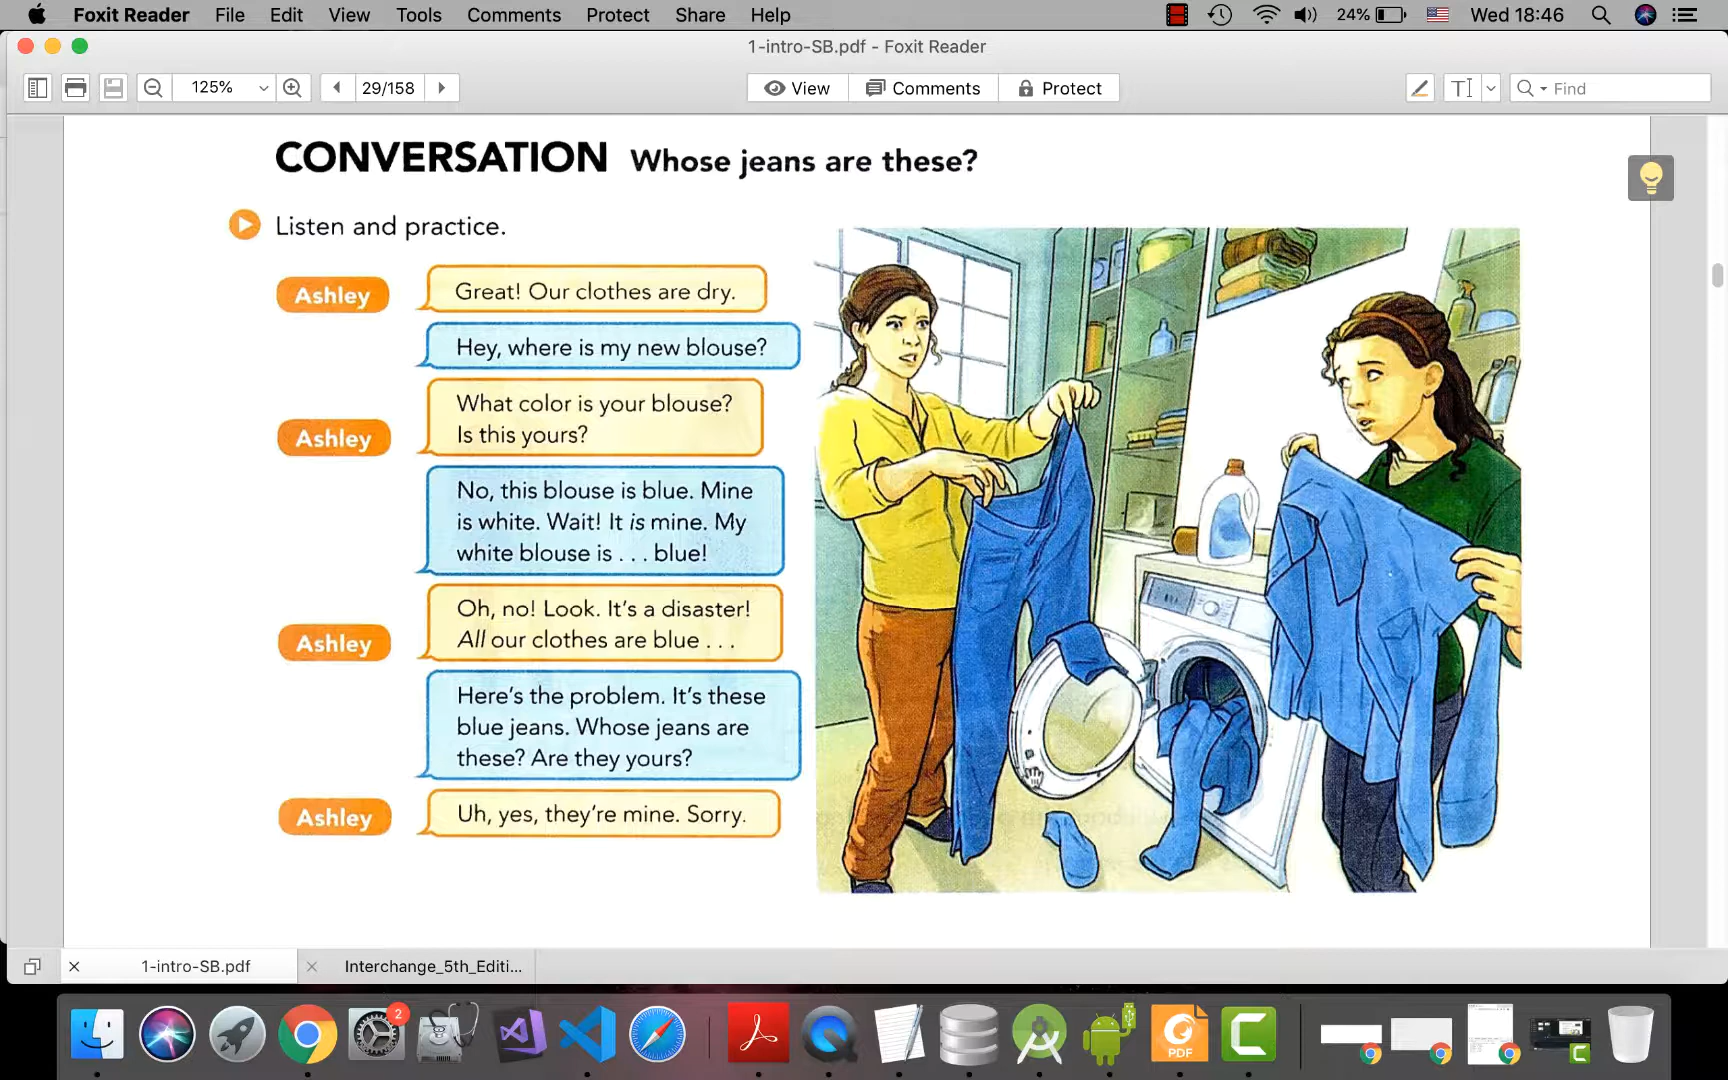 Foxit Reader File Edit View Tools Comments Protect Share Help 24% Wed 18:46
1-intro-SB.pdf - Foxit Reader
125% 29/158 View Comments Protect T Find
CONVERSATION Whose jeans are these?
Listen and practice.
Ashley Great! Our clothes are dry.
Hey, where is my new blouse?
What color is your blouse?
Ashley Is this yours?
No, this blouse is blue. Mine
is white. Wait! It is mine. My
white blouse is . . . blue!
Oh, no! Look. It's a disaster!
Ashley All our clothes are blue . . .
Here's the problem. It's these
blue jeans. Whose jeans are
these? Are they yours?
Ashley Uh, yes, they're mine. Sorry.
1-intro-SB.pdf Interchange_5th_Editi...
2
PDF